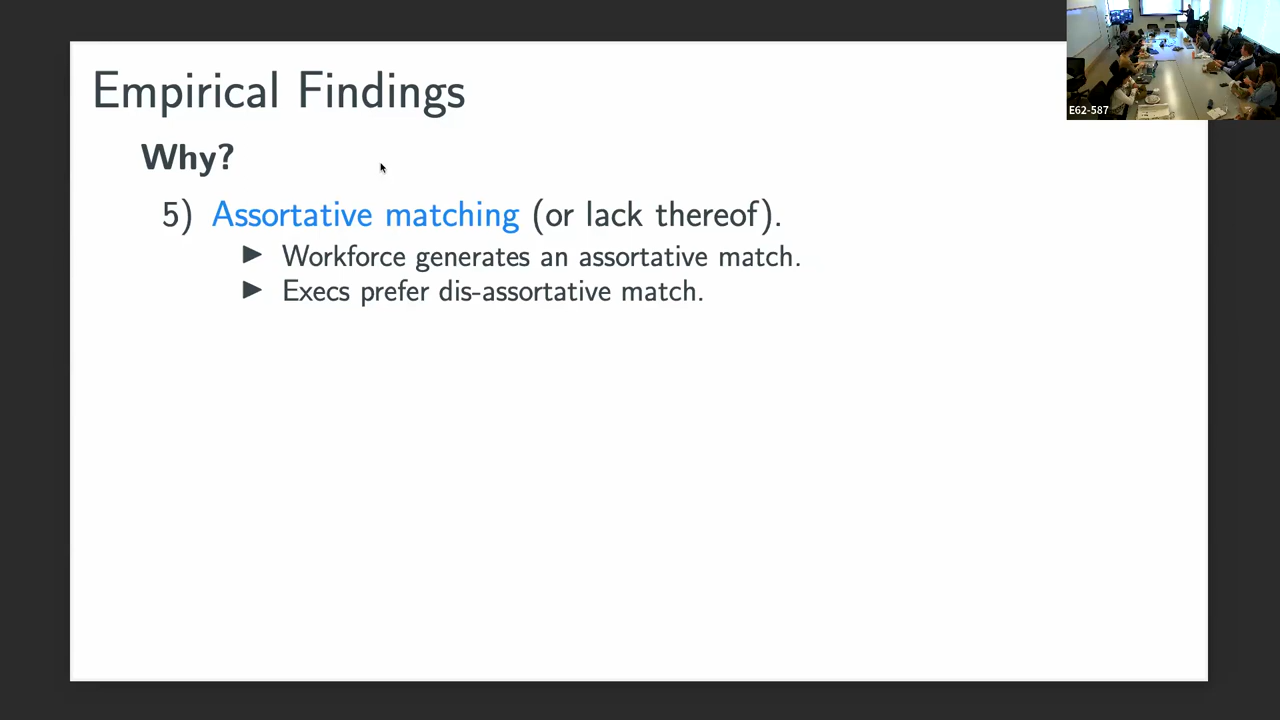 Empirical Findings
Why?
5) Assortative matching (or lack thereof).
▶ Workforce generates an assortative match.
▶ Execs prefer dis-assortative match.
E62-587